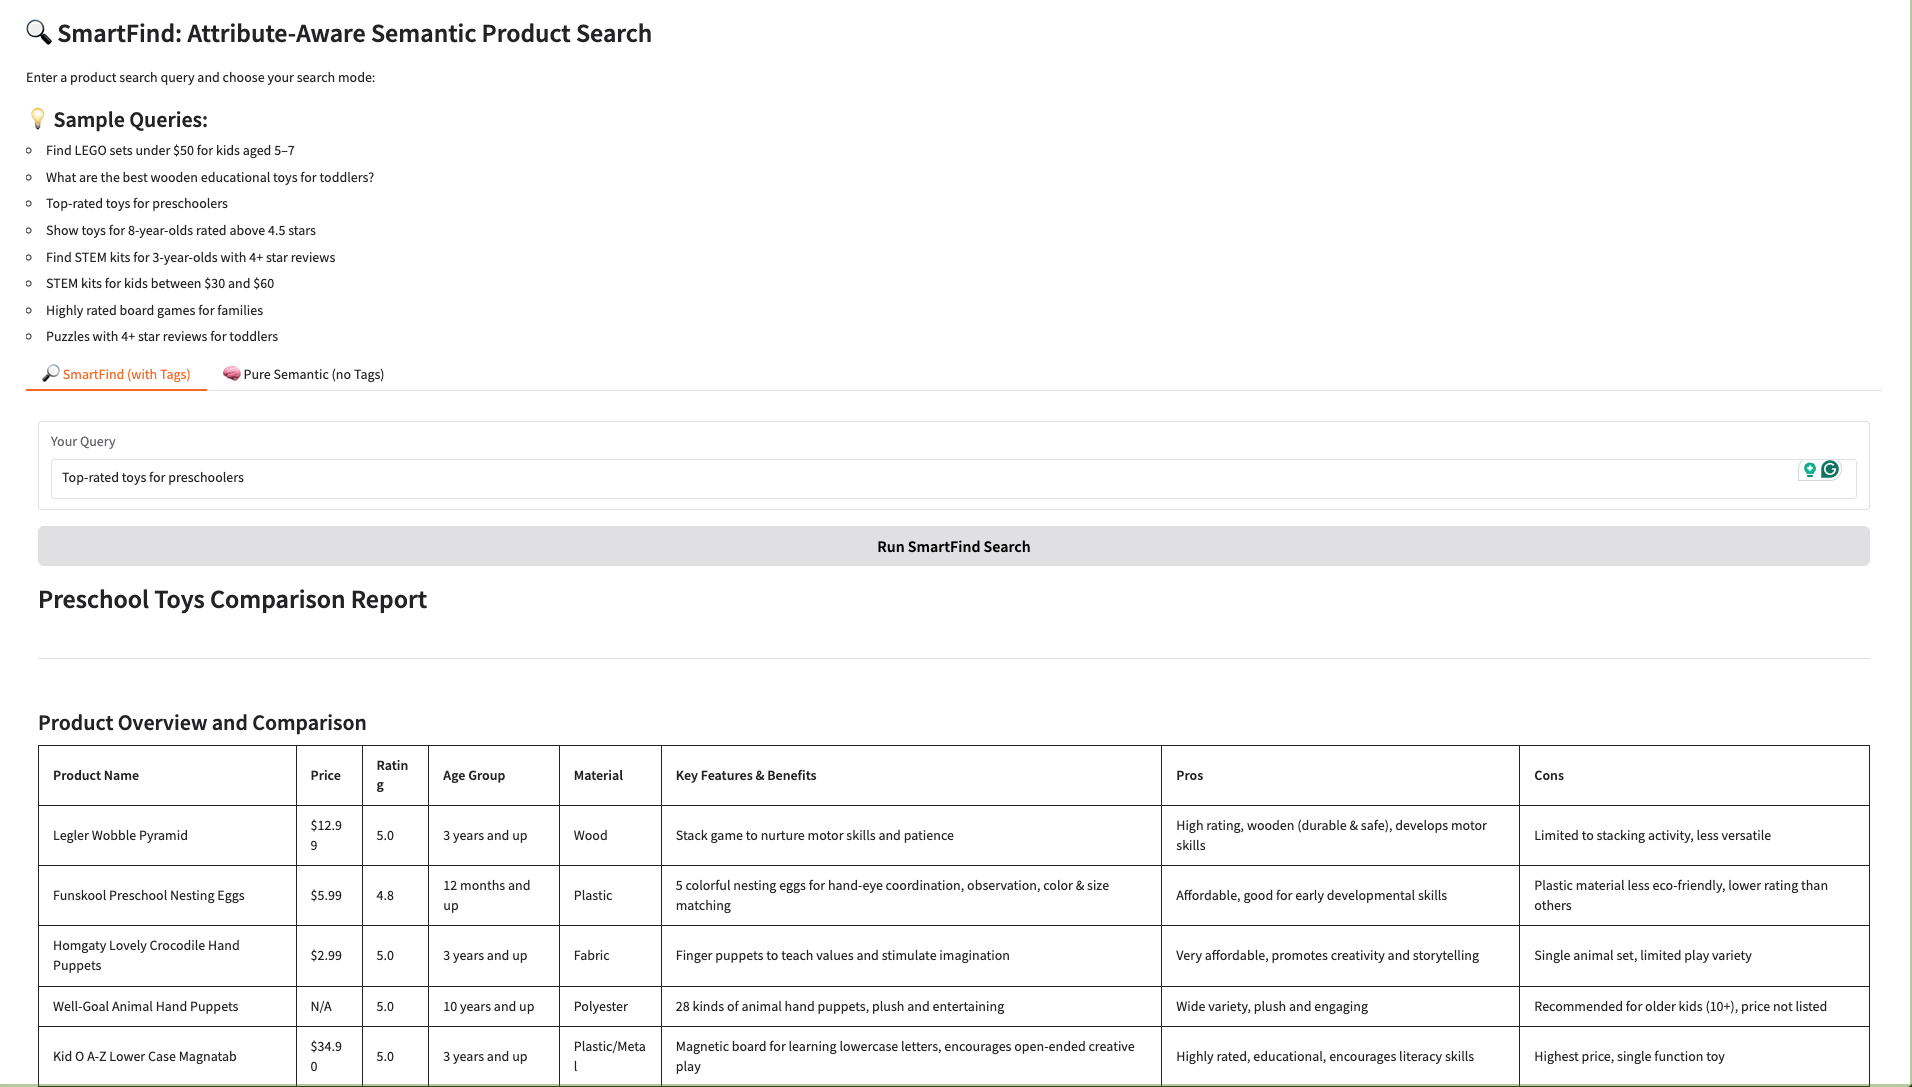 🔍 SmartFind: Attribute-Aware Semantic Product Search
Enter a product search query and choose your search mode:
💡 Sample Queries:
Find LEGO sets under $50 for kids aged 5–7
What are the best wooden educational toys for toddlers?
Top-rated toys for preschoolers
Show toys for 8-year-olds rated above 4.5 stars
Find STEM kits for 3-year-olds with 4+ star reviews
STEM kits for kids between $30 and $60
Highly rated board games for families
Puzzles with 4+ star reviews for toddlers
🔎 SmartFind (with Tags) 🧠 Pure Semantic (no Tags)
Your Query
Top-rated toys for preschoolers
Run SmartFind Search
Preschool Toys Comparison Report
Product Overview and Comparison
Product Name
Price
Ratin
g
Age Group
Material
Key Features & Benefits
Pros
Cons
Legler Wobble Pyramid
$12.9
9
5.0
3 years and up
Wood
Stack game to nurture motor skills and patience
High rating, wooden (durable & safe), develops motor
skills
Limited to stacking activity, less versatile
Funskool Preschool Nesting Eggs
$5.99
4.8
12 months and
up
Plastic
5 colorful nesting eggs for hand-eye coordination, observation, color & size
matching
Affordable, good for early developmental skills
Plastic material less eco-friendly, lower rating than
others
Homgaty Lovely Crocodile Hand
Puppets
$2.99
5.0
3 years and up
Fabric
Finger puppets to teach values and stimulate imagination
Very affordable, promotes creativity and storytelling
Single animal set, limited play variety
Well-Goal Animal Hand Puppets
N/A
5.0
10 years and up
Polyester
28 kinds of animal hand puppets, plush and entertaining
Wide variety, plush and engaging
Recommended for older kids (10+), price not listed
Kid O A-Z Lower Case Magnatab
$34.9
0
5.0
3 years and up
Plastic/Meta
l
Magnetic board for learning lowercase letters, encourages open-ended creative
play
Highly rated, educational, encourages literacy skills
Highest price, single function toy